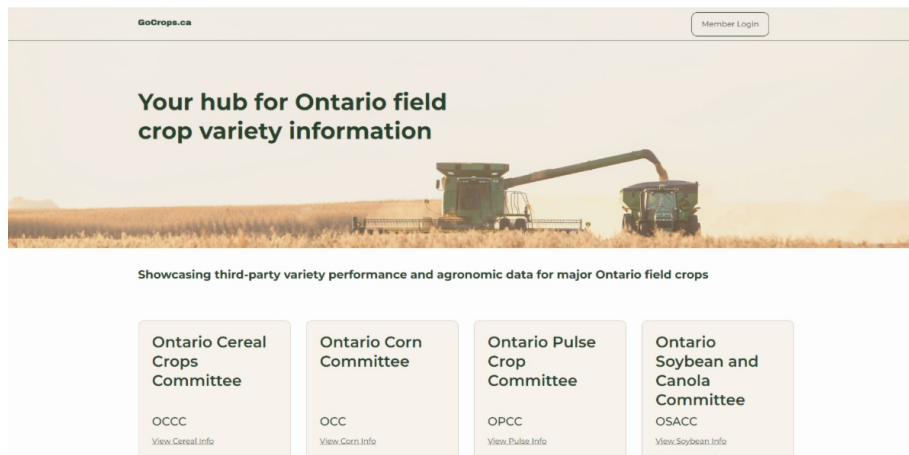 GoCrops.ca
Member Login
Your hub for Ontario field
crop variety information
Showcasing third-party variety performance and agronomic data for major Ontario field crops
Ontario Cereal
Crops
Committee
OCCC
View Cereal Info
Ontario Corn
Committee
OCC
View Corn Info
Ontario Pulse
Crop
Committee
OPCC
View Pulse Info
Ontario
Soybean and
Canola
Committee
OSACC
View Soybean Info